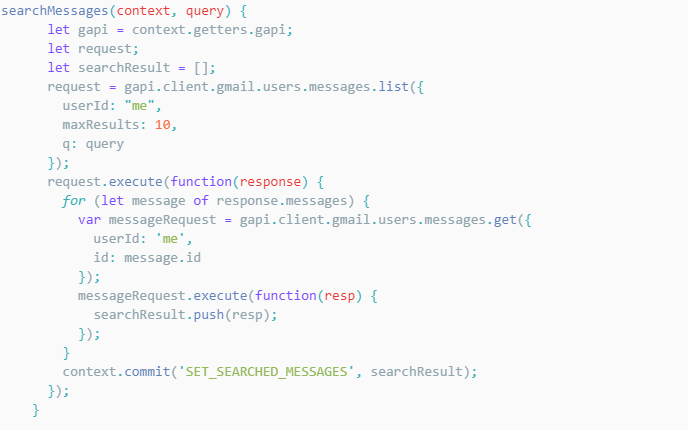 searchMessages(context, query) {
let gapi = context.getters.gapi;
let request;
let searchResult = [];
request = gapi.client.gmail.users.messages.list({
userId: "me",
maxResults: 10,
q: query
});
request.execute(function(response) {
for (let message of response.messages) {
var messageRequest = gapi.client.gmail.users.messages.get({
userId: 'me',
id: message.id
});
messageRequest.execute(function(resp) {
searchResult.push(resp);
});
}
context.commit('SET_SEARCHED_MESSAGES', searchResult);
});
}